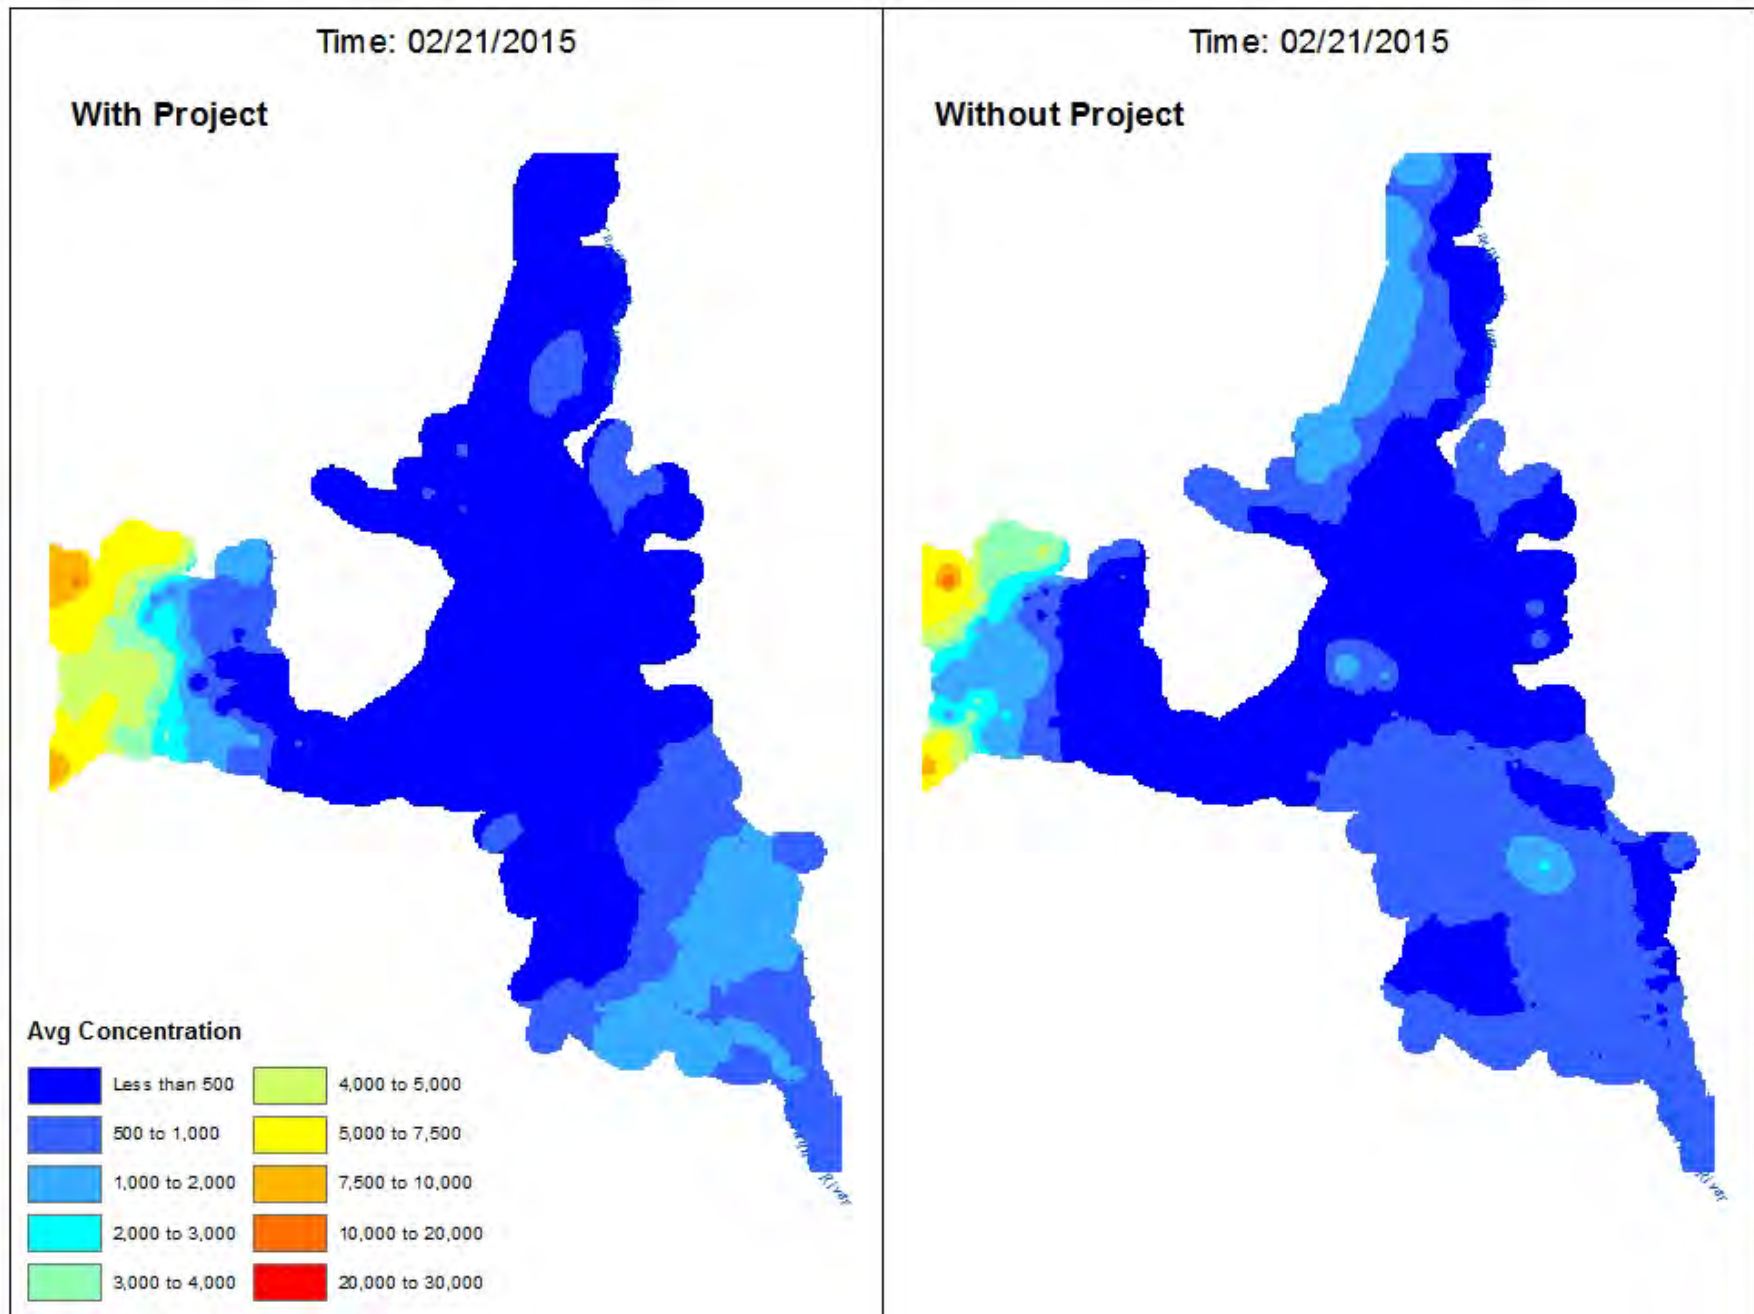 Time: 02/21/2015
With Project
Avg Concentration
Less than 500
500 to 1,000
1,000 to 2,000
2,000 to 3,000
3,000 to 4,000
4,000 to 5,000
5,000 to 7,500
7,500 to 10,000
10,000 to 20,000
20,000 to 30,000
River
Time: 02/21/2015
Without Project
River